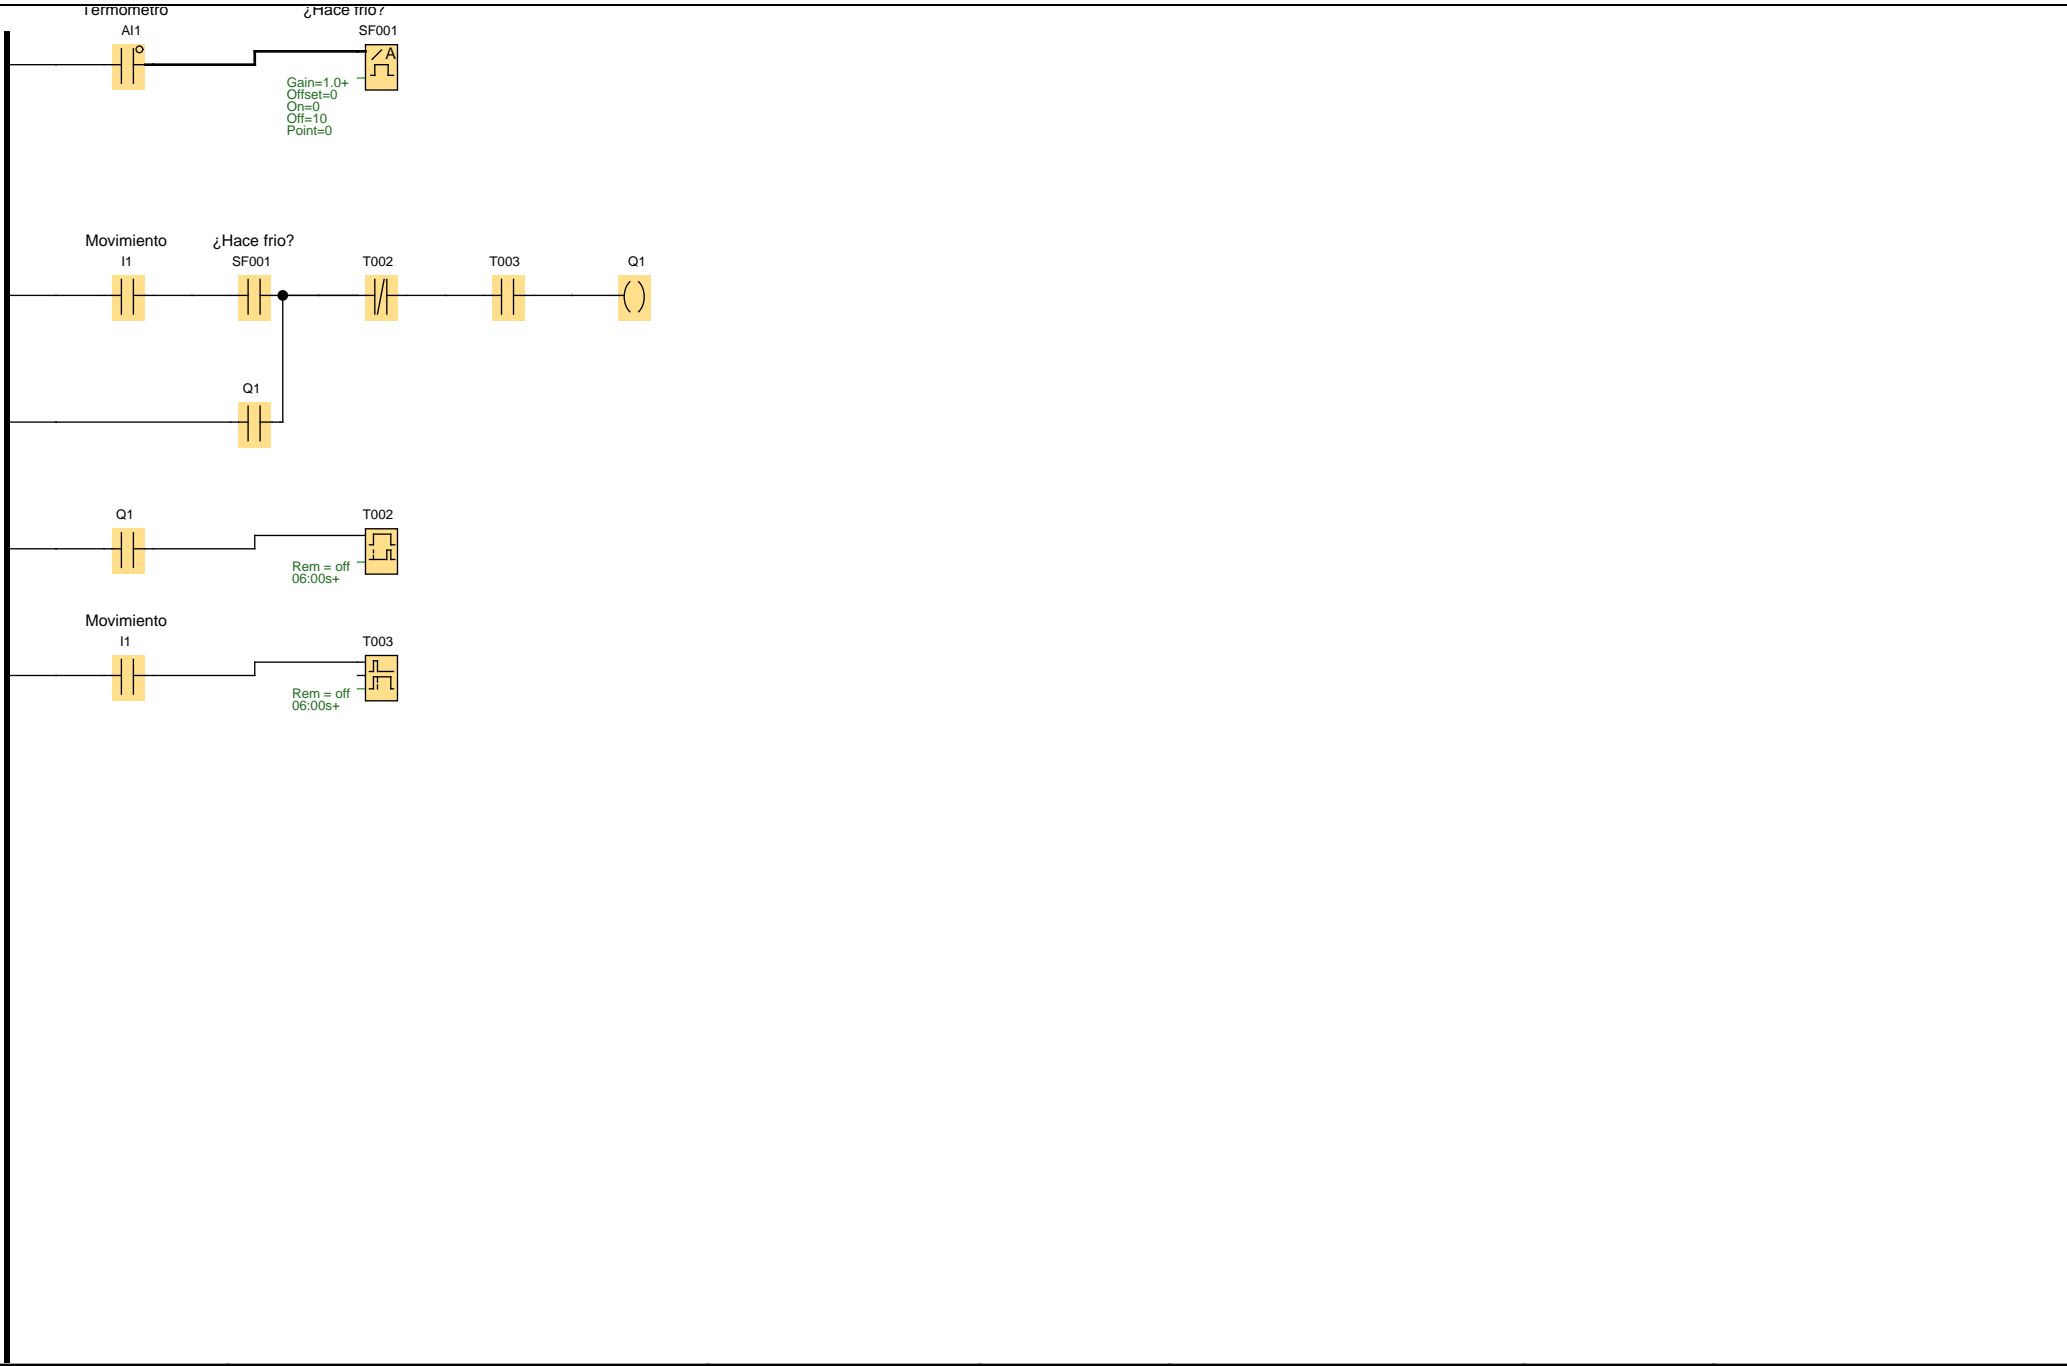 Termómetro ¿Hace frio?
AI1 SF001
Gain=1.0+
Offset=0
On=0
Off=10
Point=0
Movimiento ¿Hace frio?
I1 SF001 T002 T003 Q1
Q1
Q1 T002
Rem = off
06:00s+
Movimiento
I1 T003
Rem = off
06:00s+